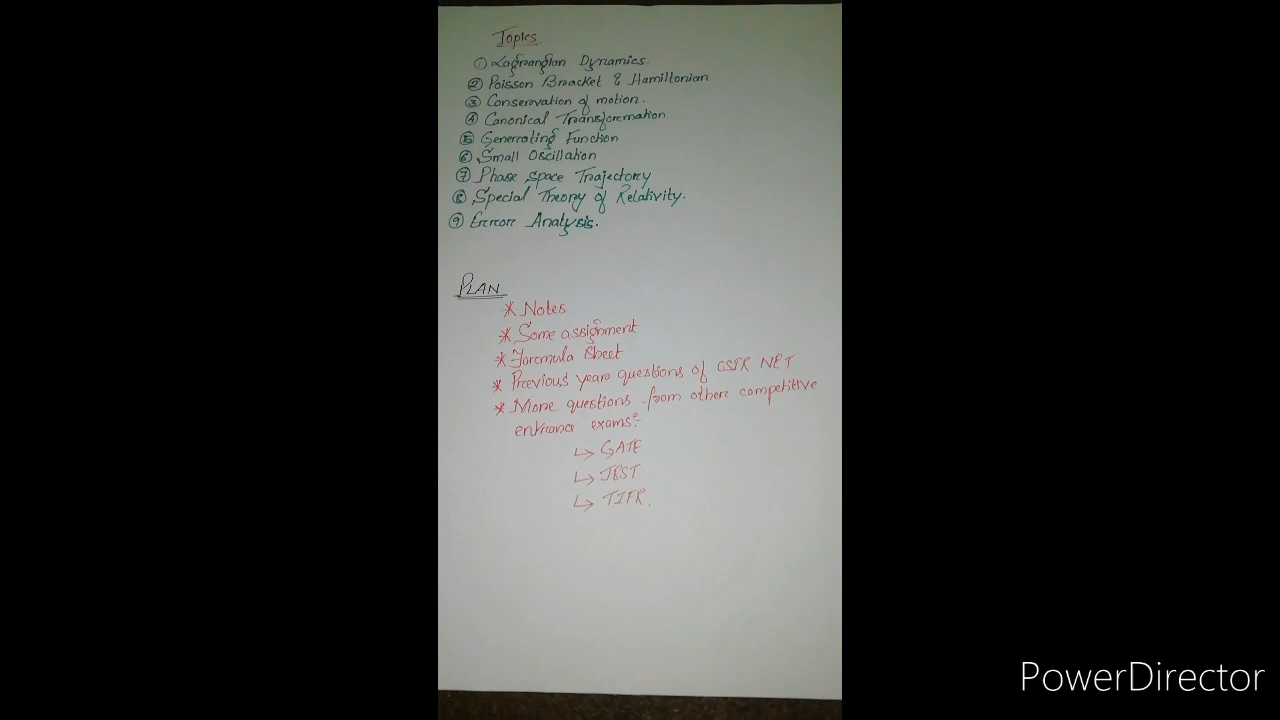 Topics
① Lagrangian Dynamics.
② Poisson Bracket & Hamiltonian
③ Conservation of motion.
④ Canonical Transformation.
⑤ Generating Function
⑥ Small Oscillation
⑦ Phase space Trajectory
⑧ Special Theory of Relativity.
⑨ Error Analysis.
PLAN
* Notes
* Some assignment
* Formula Sheet
* Previous year questions of CSIR NET
* More questions from other competitive
entrance exams:-
↳ GATE
↳ JEST
↳ TIFR.
PowerDirector